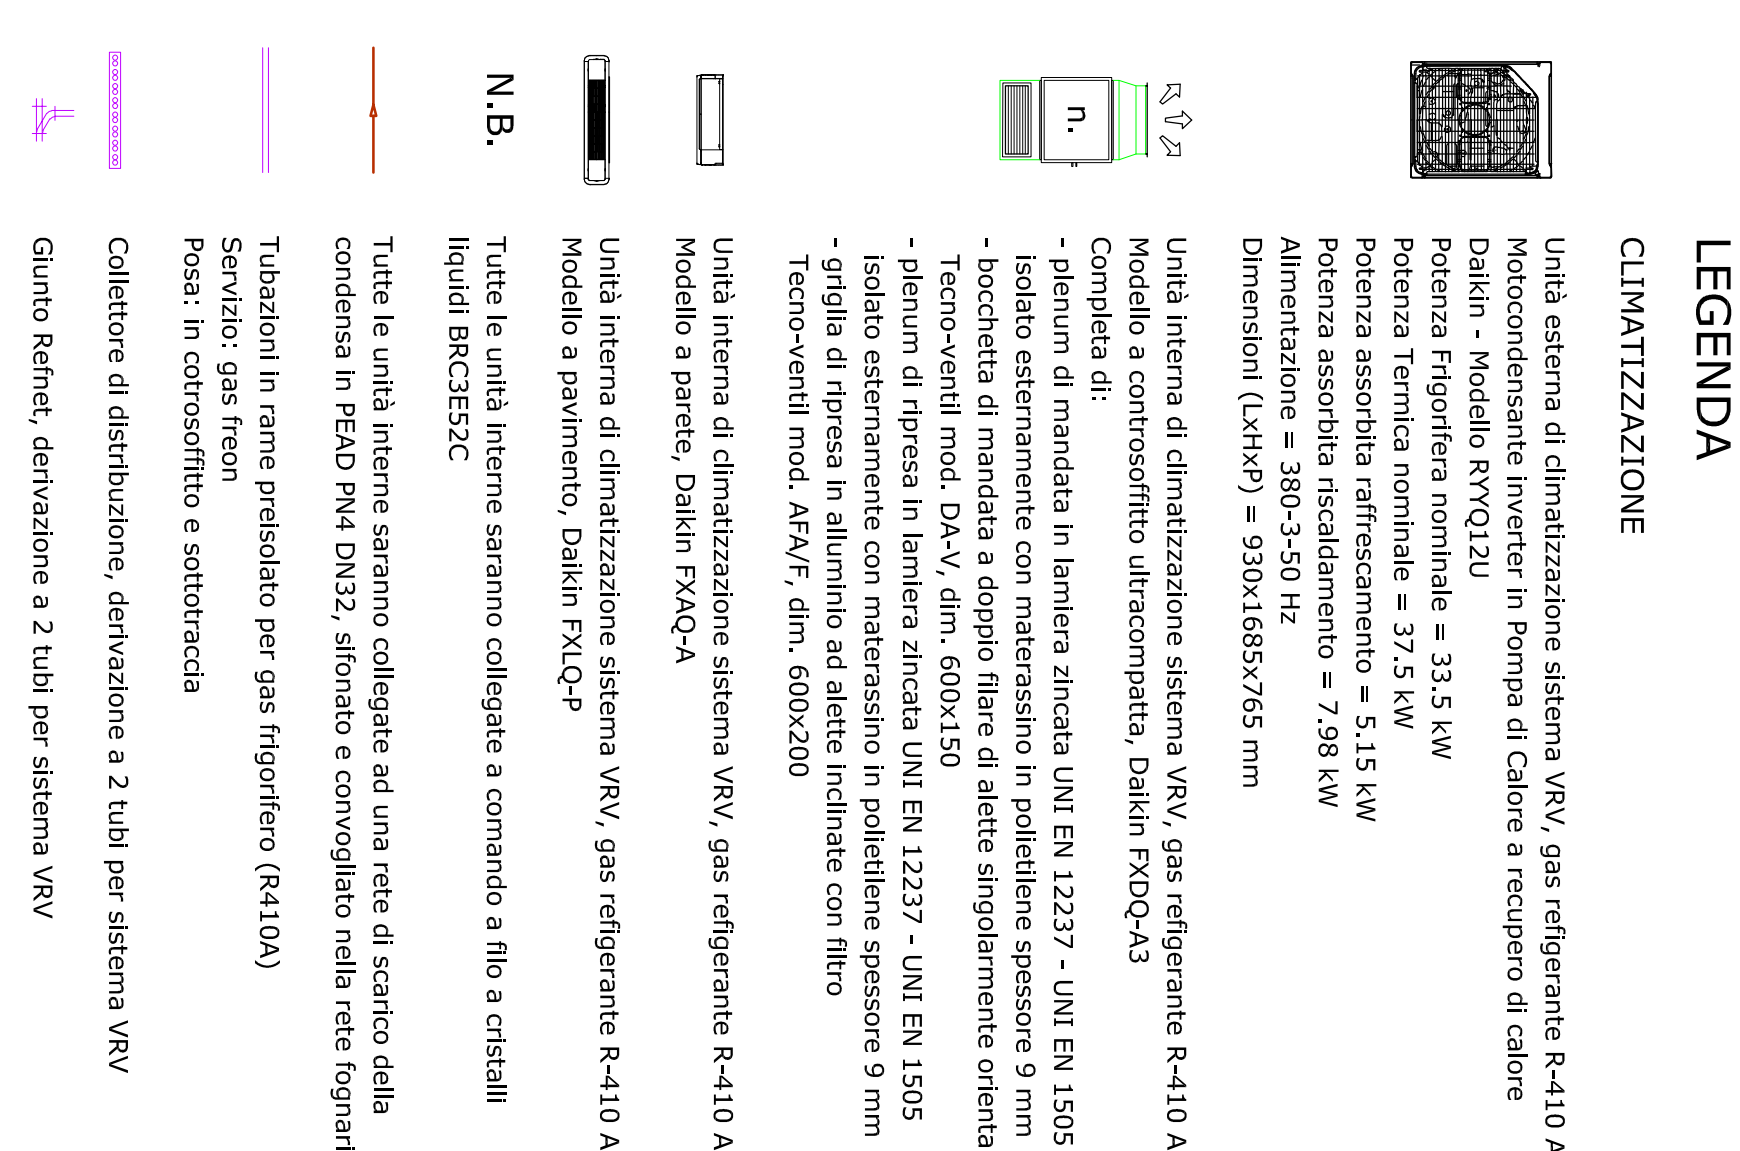 LEGENDA
CLIMATIZZAZIONE
Unità esterna di climatizzazione sistema VRV, gas refigerante R-410 A
Motocondensante inverter in Pompa di Calore a recupero di calore
Daikin - Modello RYYQ12U
Potenza Frigorifera nominale = 33.5 kW
Potenza Termica nominale = 37.5 kW
Potenza assorbita raffrescamento = 5.15 kW
Potenza assorbita riscaldamento = 7.98 kW
Alimentazione = 380-3-50 Hz
Dimensioni (LxHxP) = 930x1685x765 mm
n.
Unità interna di climatizzazione sistema VRV, gas refigerante R-410 A
Modello a controsoffitto ultracompatta, Daikin FXDQ-A3
Completa di:
- plenum di mandata in lamiera zincata UNI EN 12237 - UNI EN 1505
isolato esternamente con materassino in polietilene spessore 9 mm
- bocchetta di mandata a doppio filare di alette singolarmente orienta
Tecno-ventil mod. DA-V, dim. 600x150
- plenum di ripresa in lamiera zincata UNI EN 12237 - UNI EN 1505
isolato esternamente con materassino in polietilene spessore 9 mm
- griglia di ripresa in alluminio ad alette inclinate con filtro
Tecno-ventil mod. AFA/F, dim. 600x200
Unità interna di climatizzazione sistema VRV, gas refigerante R-410 A
Modello a parete, Daikin FXAQ-A
Unità interna di climatizzazione sistema VRV, gas refigerante R-410 A
Modello a pavimento, Daikin FXLQ-P
N.B.
Tutte le unità interne saranno collegate a comando a filo a cristalli
liquidi BRC3E52C
Tutte le unità interne saranno collegate ad una rete di scarico della
condensa in PEAD PN4 DN32, sifonato e convogliato nella rete fognari
Tubazioni in rame preisolato per gas frigorifero (R410A)
Servizio: gas freon
Posa: in cotrosoffitto e sottotraccia
Collettore di distribuzione, derivazione a 2 tubi per sistema VRV
Giunto Refnet, derivazione a 2 tubi per sistema VRV